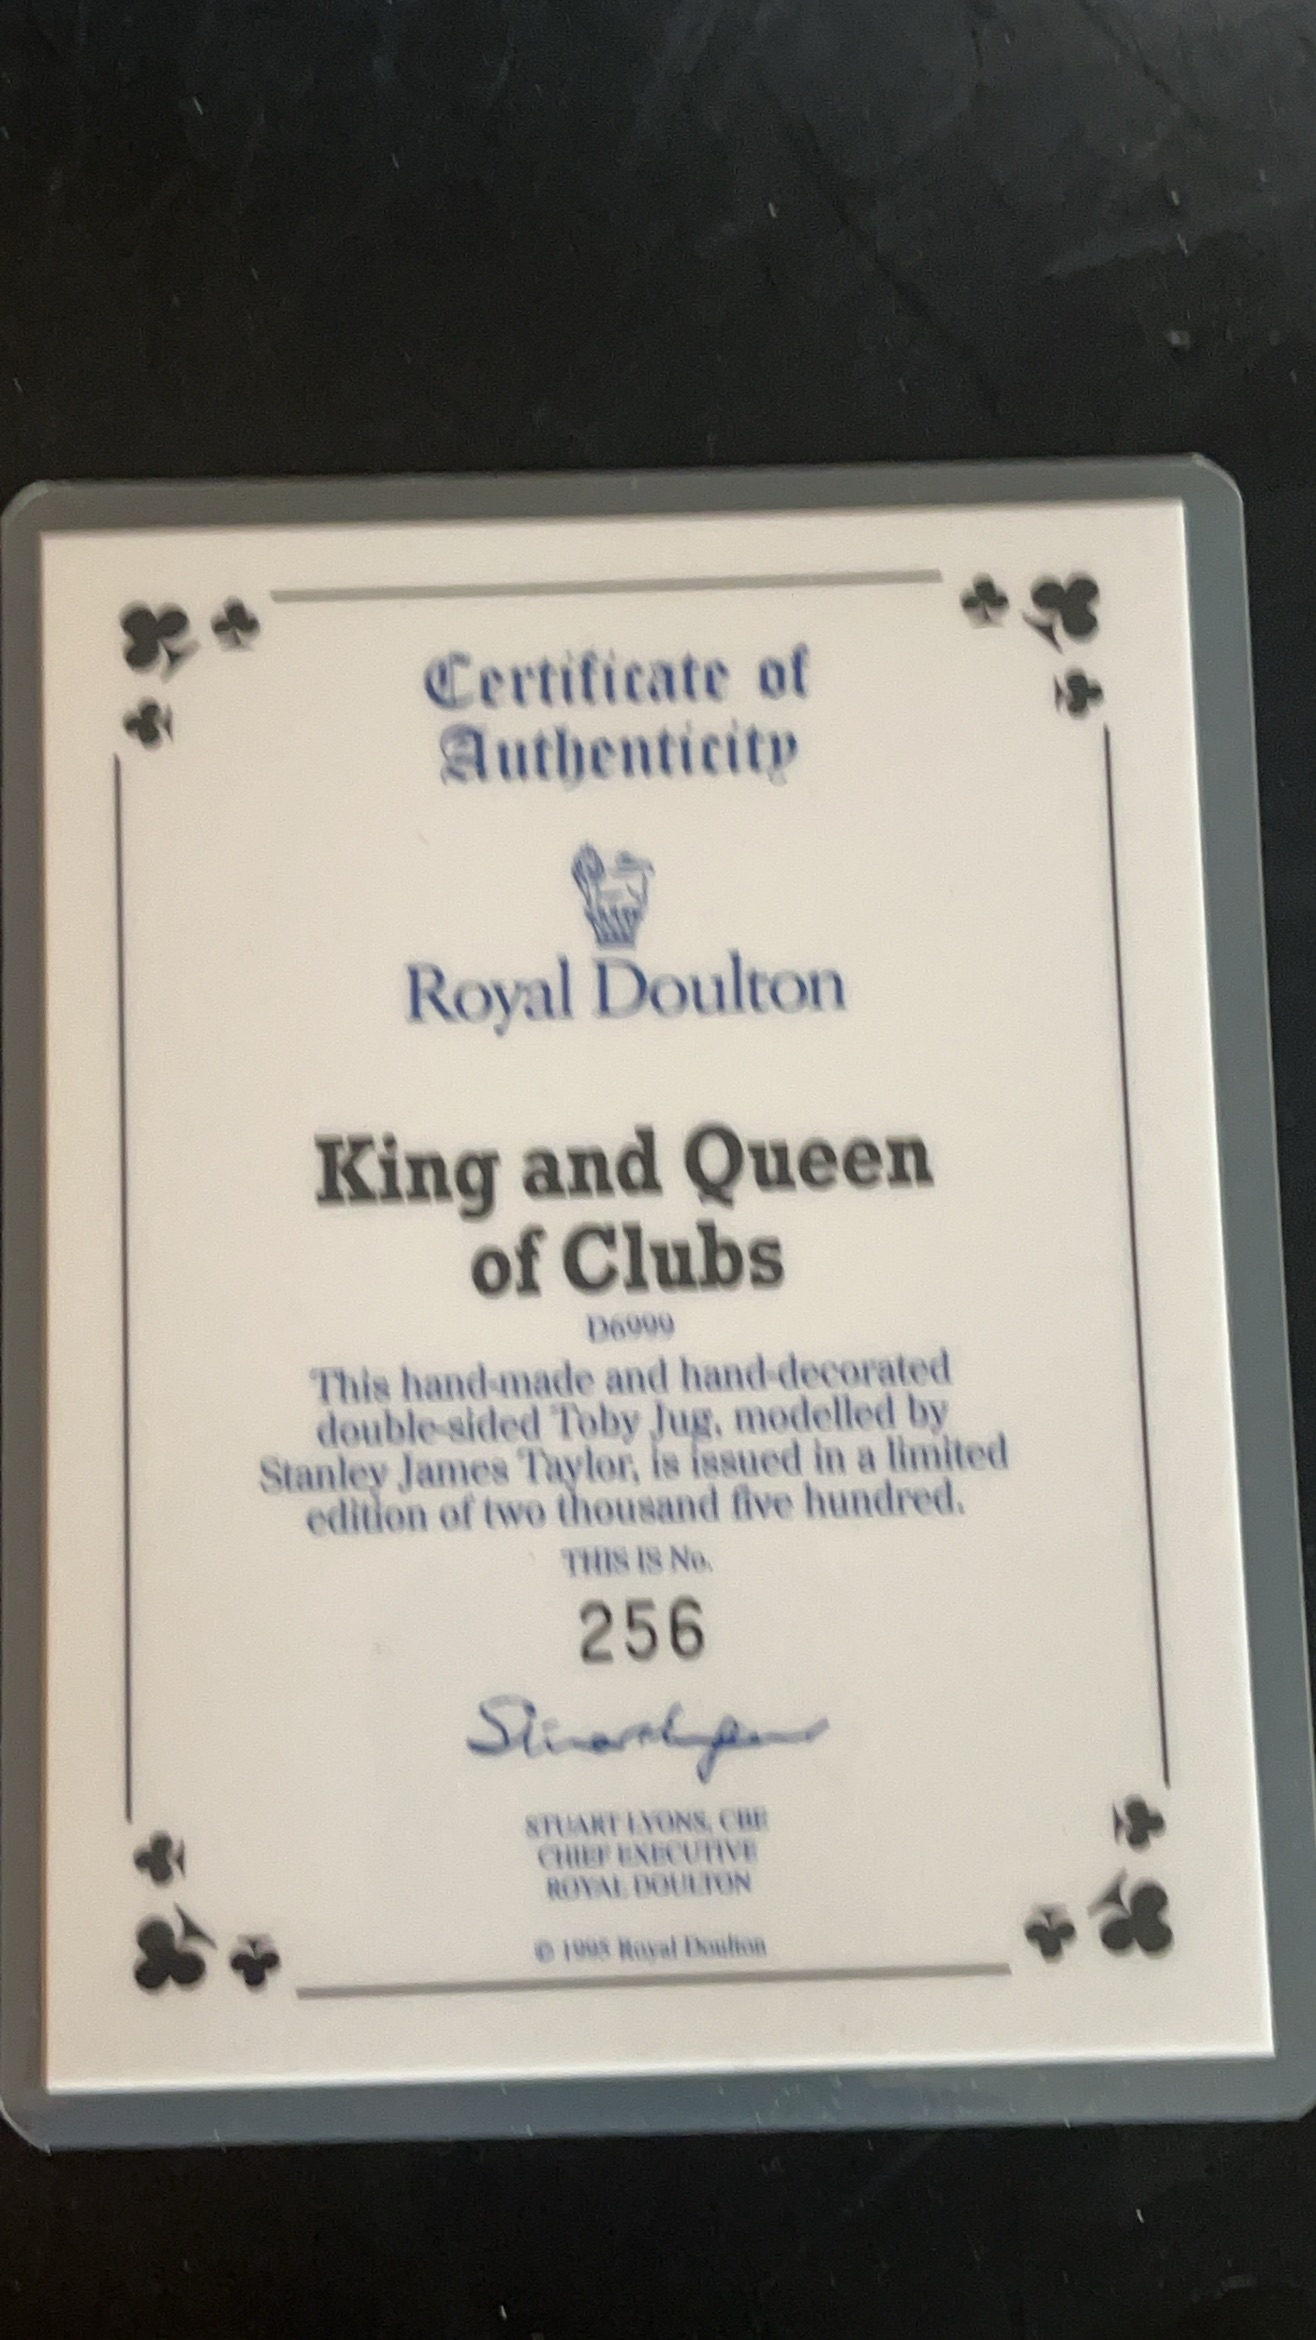 Certificate of
Authenticity
Royal Doulton
King and Queen
of Clubs
D6999
This hand-made and hand-decorated
double-sided Toby Jug, modelled by
Stanley James Taylor, is issued in a limited
edition of two thousand five hundred.
THIS IS No.
256
Stuart Lyons
STUART LYONS, CBE
CHIEF EXECUTIVE
ROYAL DOULTON
© 1995 Royal Doulton